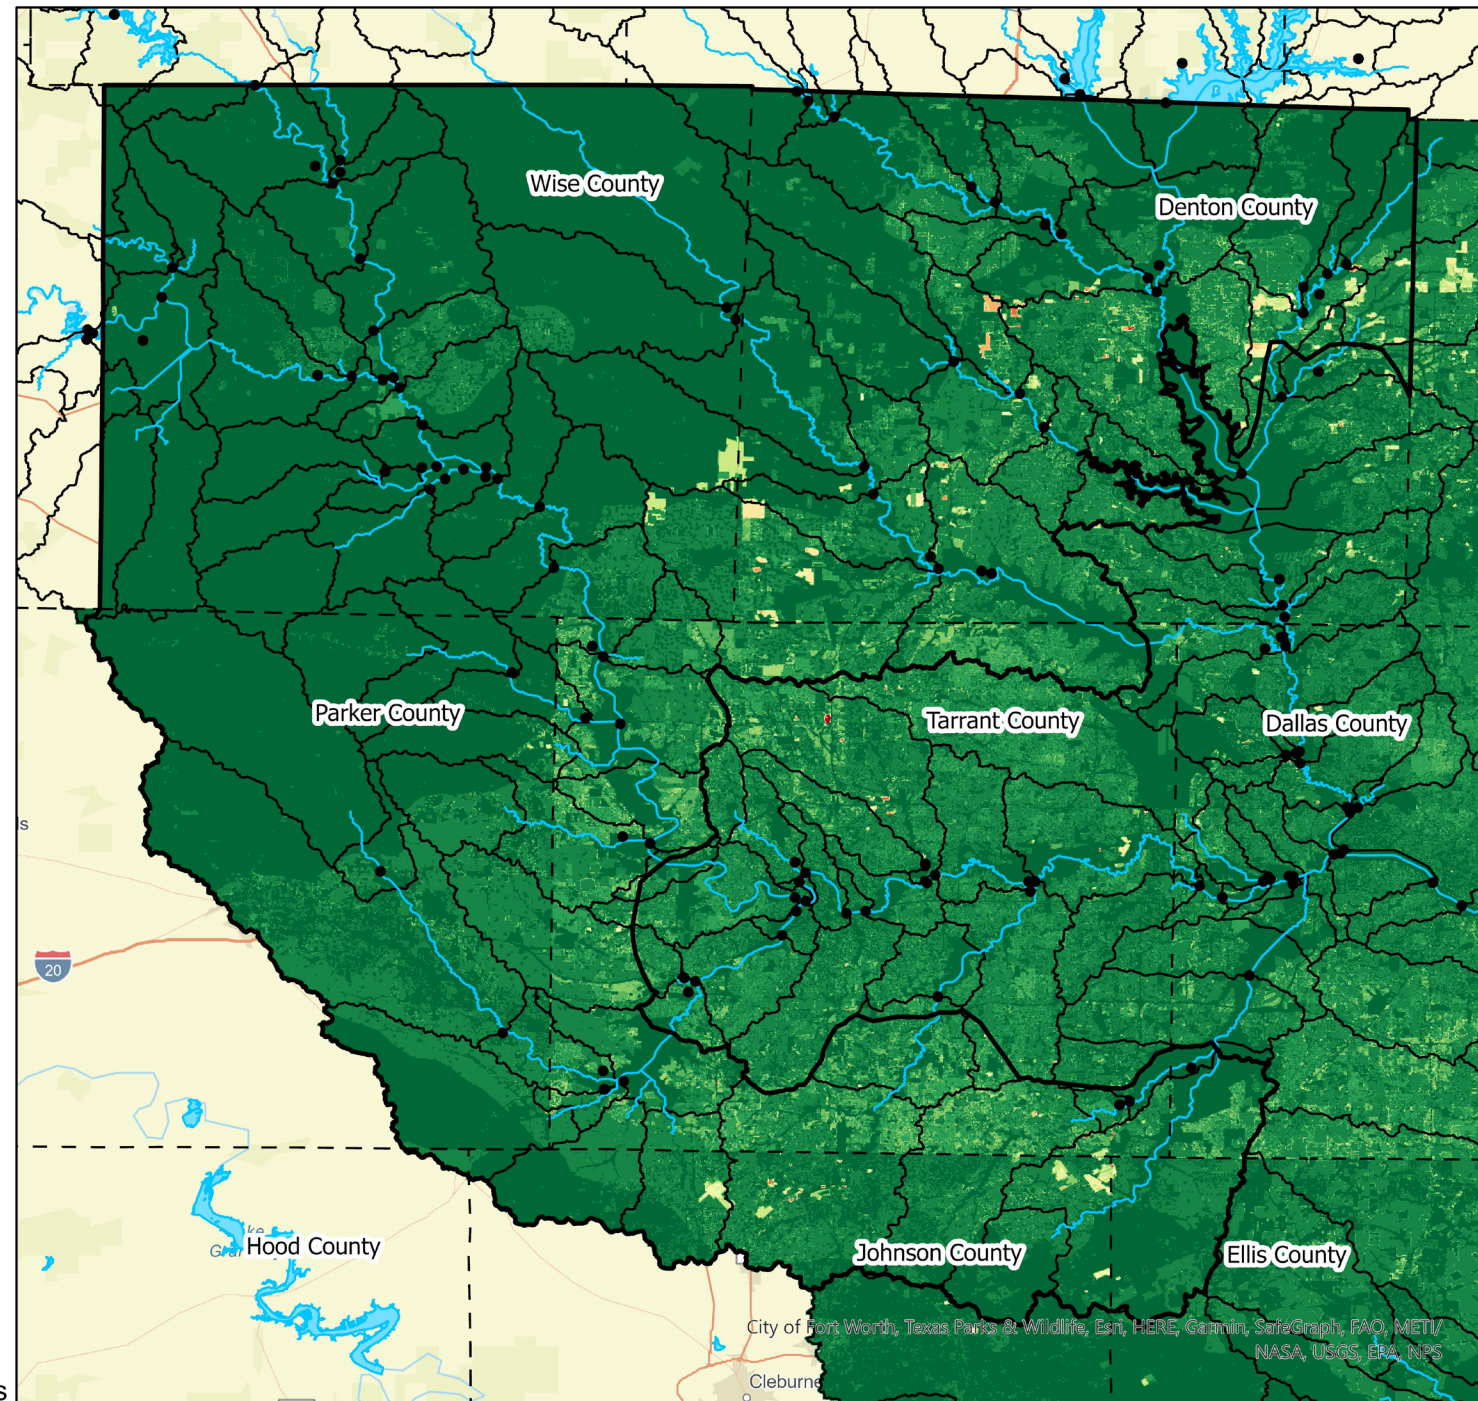 Wise County
Denton County
Parker County
Tarrant County
Dallas County
ls
20
Hood County
Johnson County
Ellis County
City of Fort Worth, Texas Parks & Wildlife, Esri, HERE, Garmin, SafeGraph, FAO, METI/
NASA, USGS, EPA, NPS
Cleburne
s